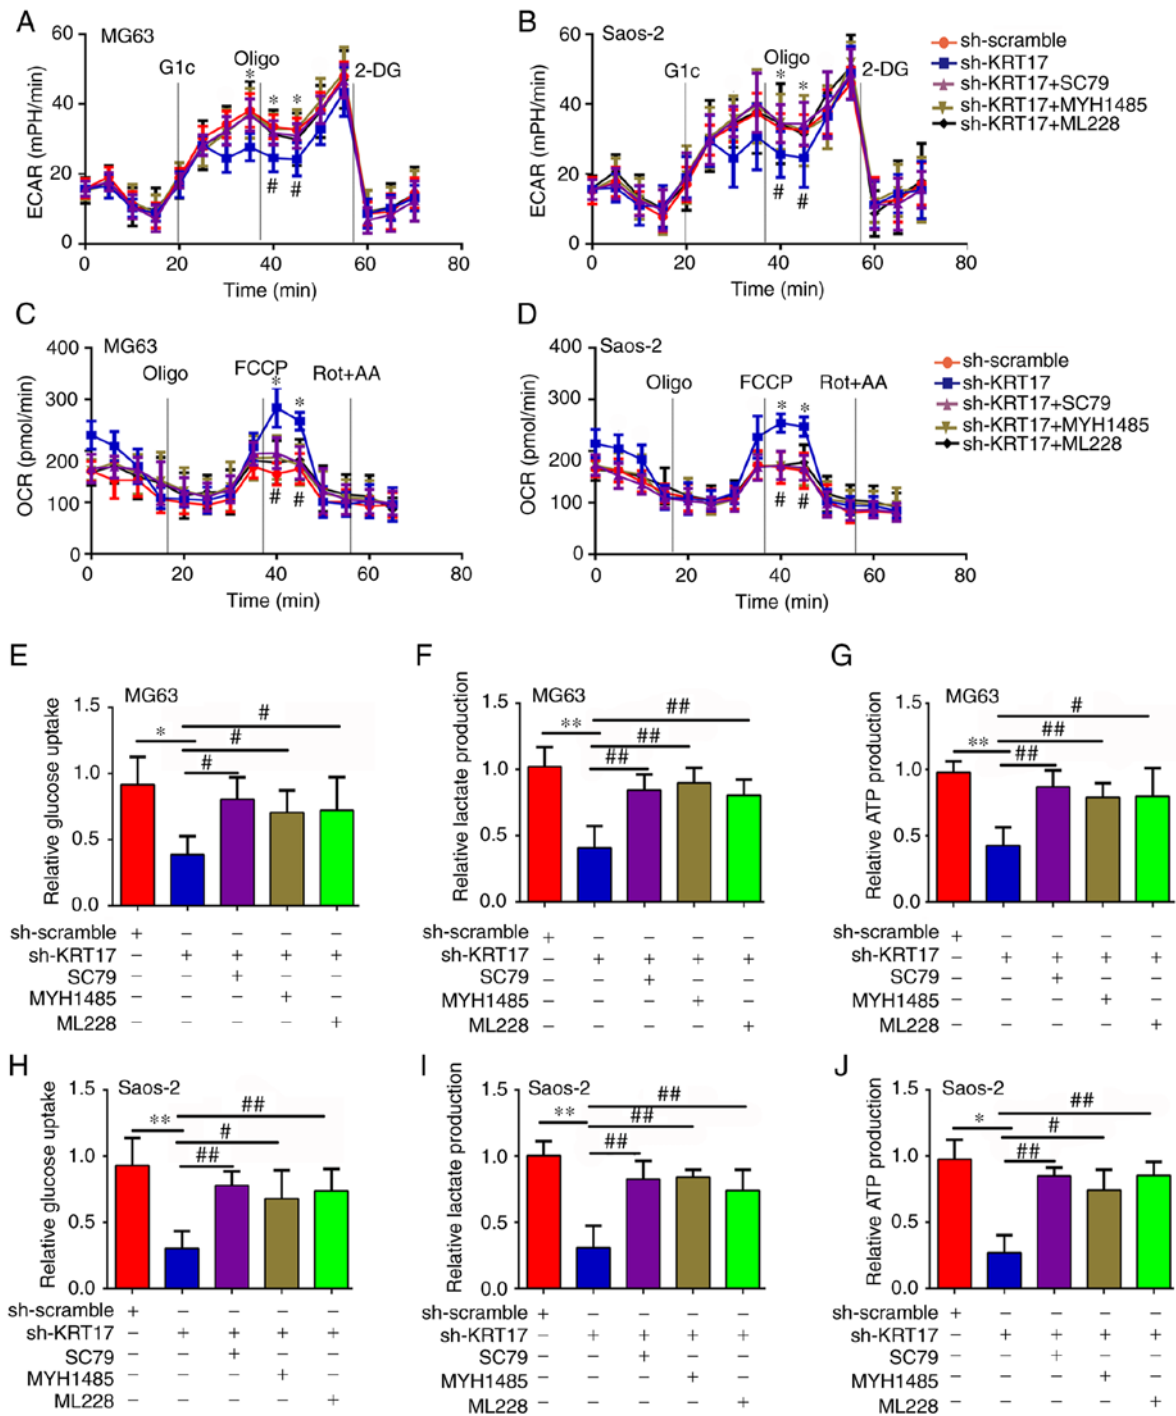 A
MG63
60
40
20
0
ECAR (mPH/min)
G1c
Oligo
2-DG
*
*
*
#
#
0
20
40
60
80
Time (min)
B
Saos-2
60
40
20
0
ECAR (mPH/min)
G1c
Oligo
2-DG
*
*
#
#
0
20
40
60
80
Time (min)
sh-scramble
sh-KRT17
sh-KRT17+SC79
sh-KRT17+MYH1485
sh-KRT17+ML228
C
MG63
400
300
200
100
0
OCR (pmol/min)
Oligo
FCCP
Rot+AA
*
*
#
#
0
20
40
60
80
Time (min)
D
Saos-2
400
300
200
100
0
OCR (pmol/min)
Oligo
FCCP
Rot+AA
*
*
#
#
0
20
40
60
80
Time (min)
sh-scramble
sh-KRT17
sh-KRT17+SC79
sh-KRT17+MYH1485
sh-KRT17+ML228
E
MG63
1.5
1.0
0.5
0.0
Relative glucose uptake
#
#
*
#
sh-scramble + − − − −
sh-KRT17 − + + + +
SC79 − − + − −
MYH1485 − − − + −
ML228 − − − − +
F
MG63
1.5
1.0
0.5
0.0
Relative lactate production
##
##
**
##
sh-scramble + − − − −
sh-KRT17 − + + + +
SC79 − − + − −
MYH1485 − − − + −
ML228 − − − − +
G
MG63
1.5
1.0
0.5
0.0
Relative ATP production
#
##
**
##
sh-scramble + − − − −
sh-KRT17 − + + + +
SC79 − − + − −
MYH1485 − − − + −
ML228 − − − − +
H
Saos-2
1.5
1.0
0.5
0.0
Relative glucose uptake
##
#
**
##
sh-scramble + − − − −
sh-KRT17 − + + + +
SC79 − − + − −
MYH1485 − − − + −
ML228 − − − − +
I
Saos-2
1.5
1.0
0.5
0.0
Relative lactate production
##
##
**
##
sh-scramble + − − − −
sh-KRT17 − + + + +
SC79 − − + − −
MYH1485 − − − + −
ML228 − − − − +
J
Saos-2
1.5
1.0
0.5
0.0
Relative ATP production
##
#
*
##
sh-scramble + − − − −
sh-KRT17 − + + + +
SC79 − − + − −
MYH1485 − − − + −
ML228 − − − − +